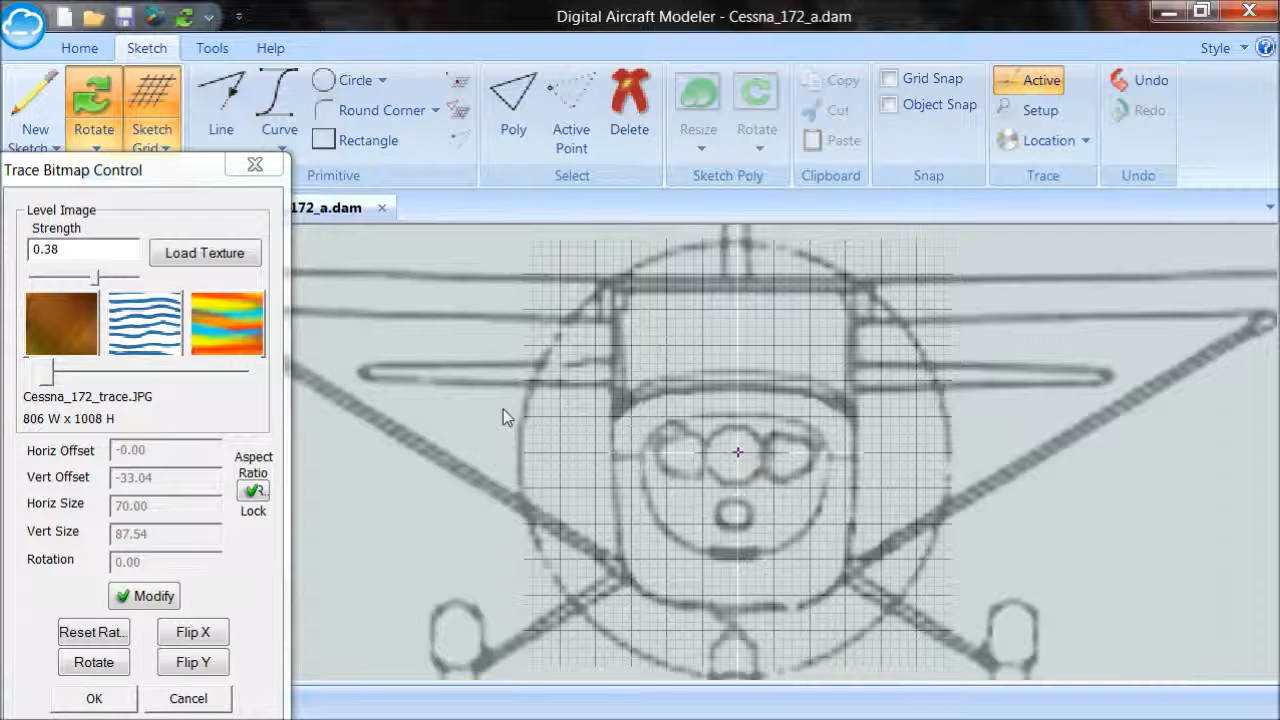 Digital Aircraft Modeler - Cessna_172_a.dam
Home
Sketch
Tools
Help
Style
New
Sketch
Rotate
Sketch
Grid
Line
Curve
Circle
Round Corner
Rectangle
Primitive
Poly
Active
Point
Delete
Select
Resize
Rotate
Sketch Poly
Copy
Cut
Paste
Clipboard
Grid Snap
Object Snap
Snap
Active
Setup
Location
Trace
Undo
Redo
Undo
172_a.dam
Trace Bitmap Control
Level Image
Strength
0.38
Load Texture
Cessna_172_trace.JPG
806 W x 1008 H
Horiz Offset -0.00
Vert Offset -33.04
Horiz Size 70.00
Vert Size 87.54
Rotation 0.00
Aspect
Ratio
R..
Lock
Modify
Reset Rat...
Flip X
Rotate
Flip Y
OK
Cancel